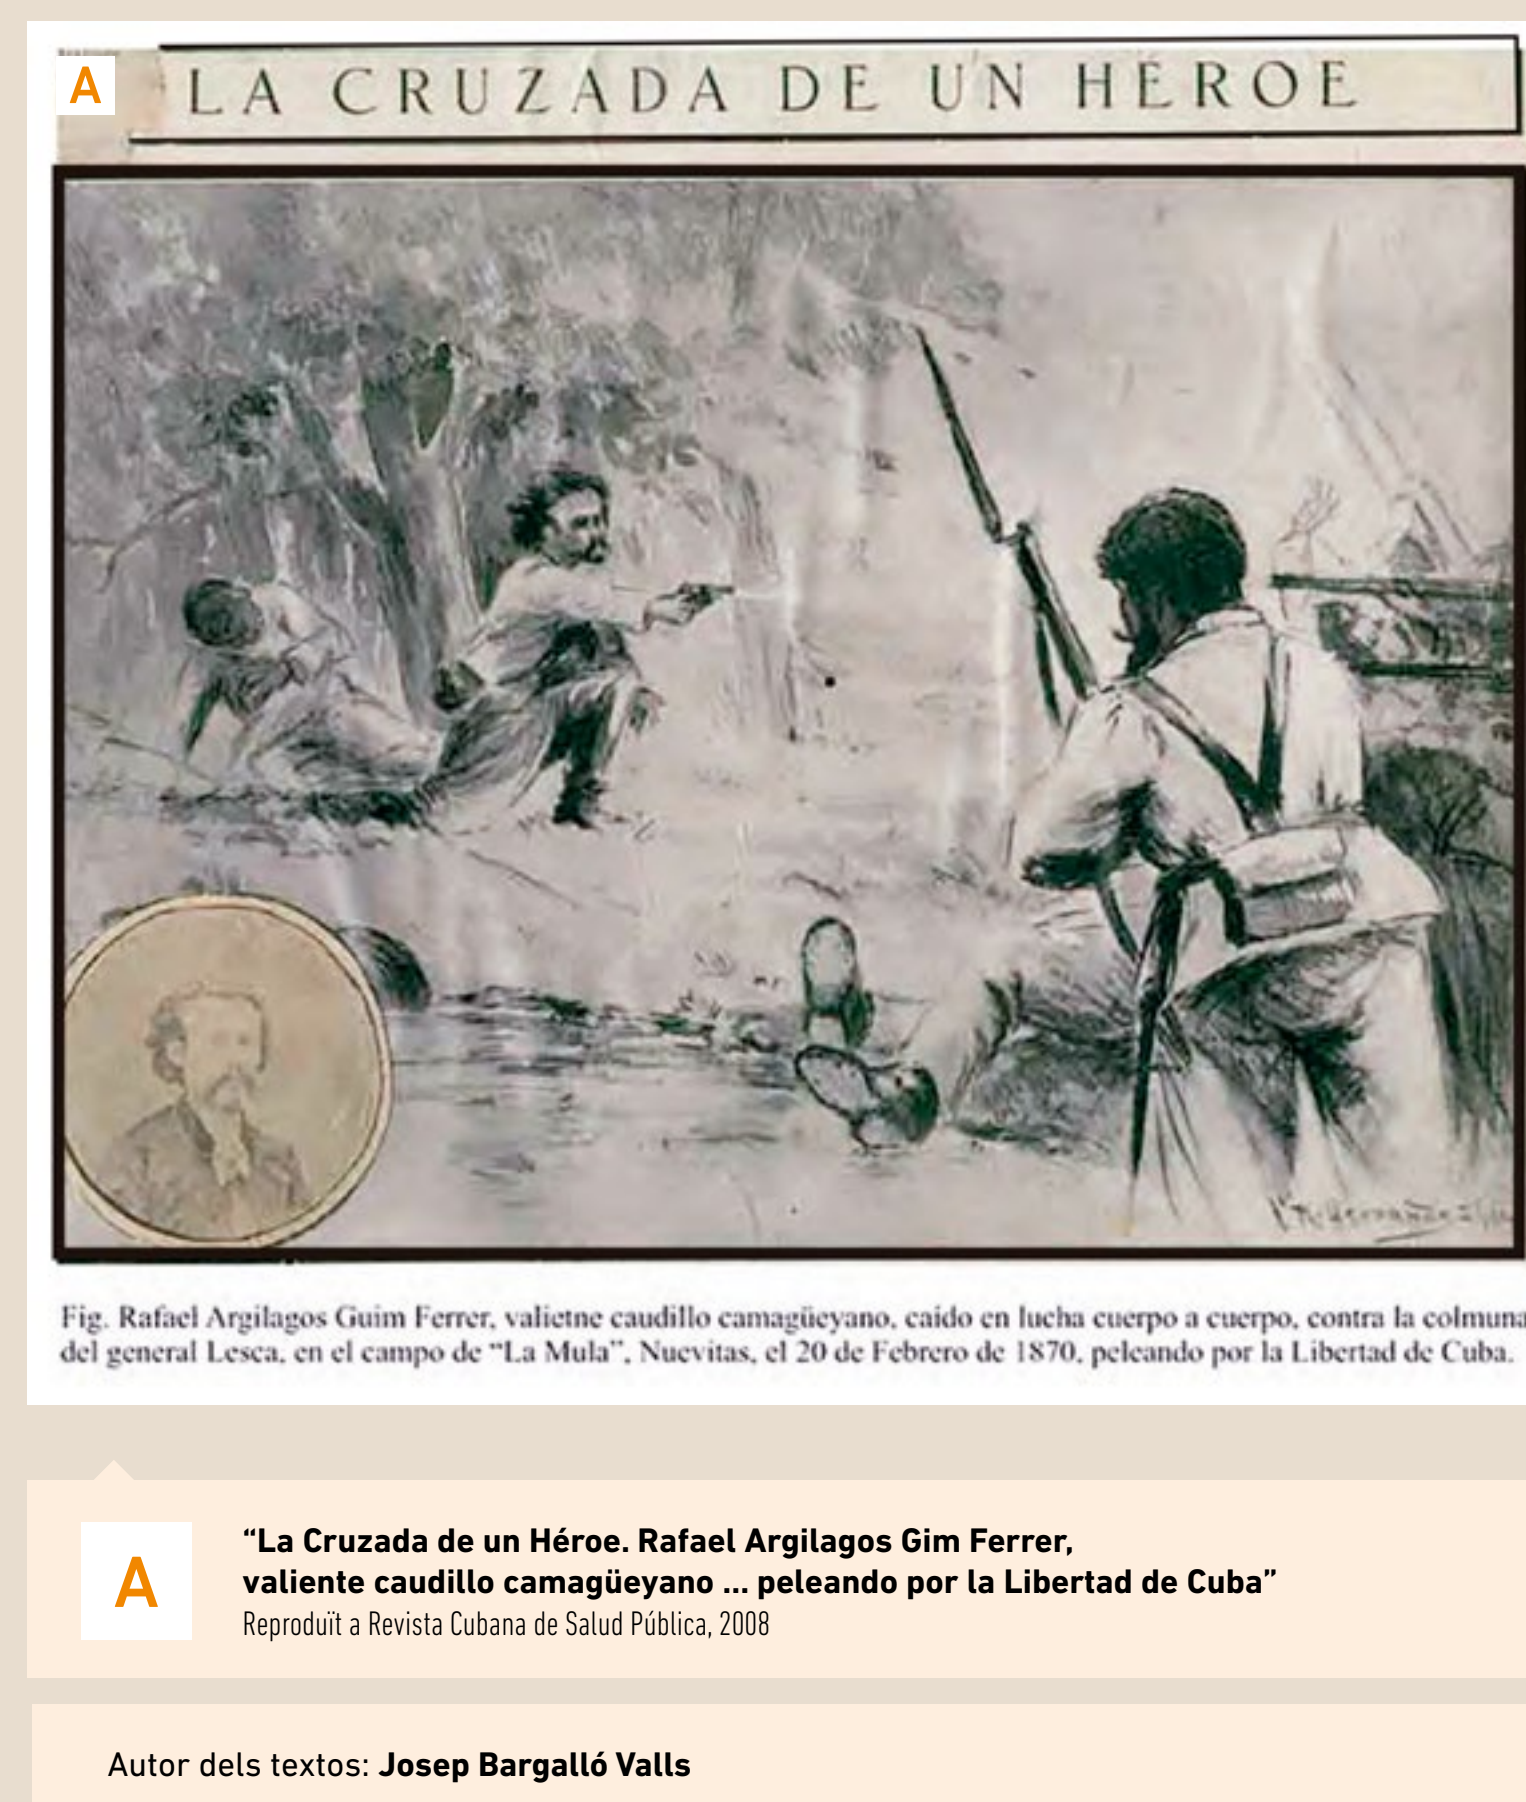 A
LA CRUZADA DE UN HÉROE
Fig. Rafael Argilagos Guim Ferrer, valietne caudillo camagüeyano, caído en lucha cuerpo a cuerpo, contra la colmuna
del general Lesca, en el campo de “La Mula”, Nuevitas, el 20 de Febrero de 1870, peleando por la Libertad de Cuba.
A
“La Cruzada de un Héroe. Rafael Argilagos Gim Ferrer,
valiente caudillo camagüeyano ... peleando por la Libertad de Cuba”
Reproduït a Revista Cubana de Salud Pública, 2008
Autor dels textos: Josep Bargalló Valls